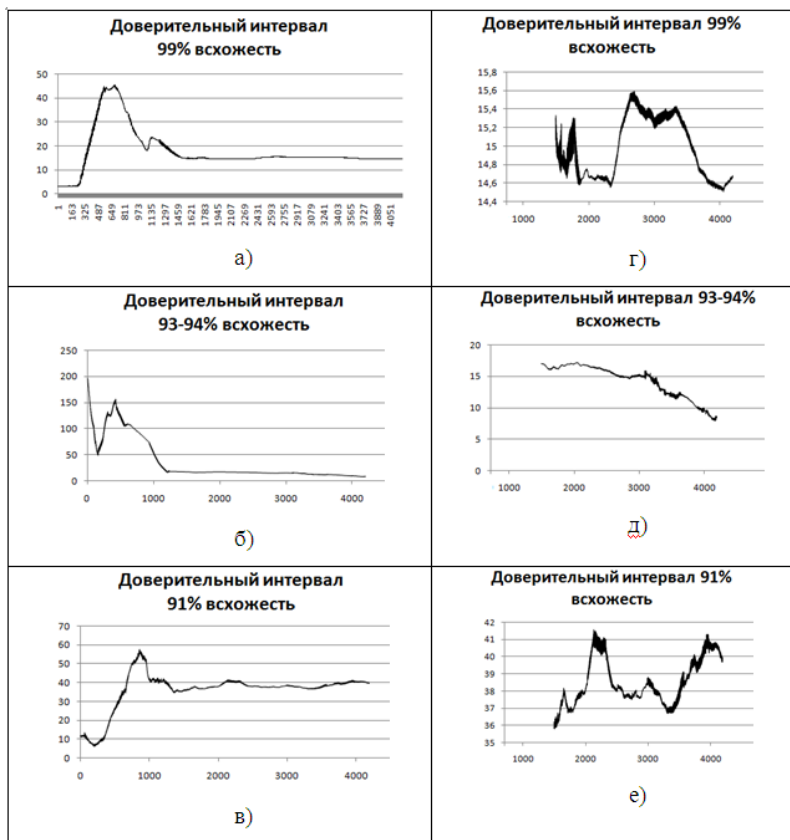 Доверительный интервал
99% всхожесть
50
40
30
20
10
0
1 163 325 487 649 811 973 1135 1297 1459 1621 1783 1945 2107 2269 2431 2593 2755 2917 3079 3241 3403 3565 3727 3889 4051
а)
Доверительный интервал 99%
всхожесть
15,8
15,6
15,4
15,2
15
14,8
14,6
14,4
1000 2000 3000 4000
г)
Доверительный интервал
93-94% всхожесть
250
200
150
100
50
0
0 1000 2000 3000 4000
б)
Доверительный интервал 93-94%
всхожесть
20
15
10
5
0
1000 2000 3000 4000
д)
Доверительный интервал
91% всхожесть
70
60
50
40
30
20
10
0
0 1000 2000 3000 4000
в)
Доверительный интервал 91%
всхожесть
42
41
40
39
38
37
36
35
1000 2000 3000 4000
е)